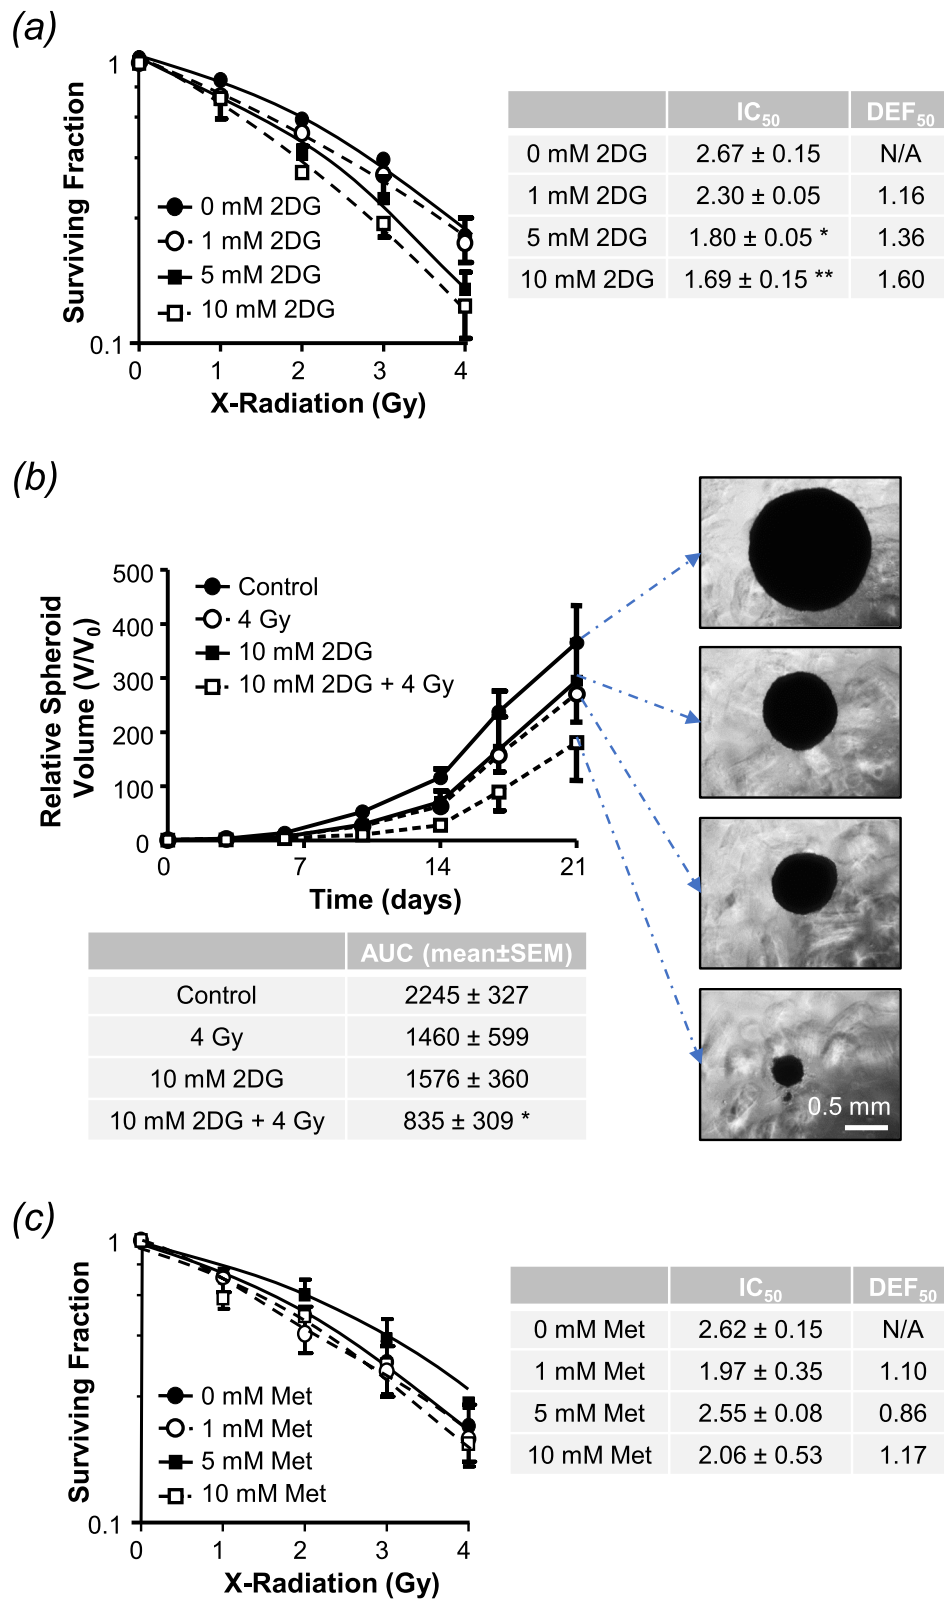 (a)
1
0.1
Surviving Fraction
0 mM 2DG
1 mM 2DG
5 mM 2DG
10 mM 2DG
0 1 2 3 4
X-Radiation (Gy)
IC50 DEF50
0 mM 2DG 2.67 ± 0.15 N/A
1 mM 2DG 2.30 ± 0.05 1.16
5 mM 2DG 1.80 ± 0.05 * 1.36
10 mM 2DG 1.69 ± 0.15 ** 1.60
(b)
500
400
300
200
100
0
Relative Spheroid
Volume (V/V0)
Control
4 Gy
10 mM 2DG
10 mM 2DG + 4 Gy
0 7 14 21
Time (days)
AUC (mean±SEM)
Control 2245 ± 327
4 Gy 1460 ± 599
10 mM 2DG 1576 ± 360
10 mM 2DG + 4 Gy 835 ± 309 *
0.5 mm
(c)
1
0.1
Surviving Fraction
0 mM Met
1 mM Met
5 mM Met
10 mM Met
0 1 2 3 4
X-Radiation (Gy)
IC50 DEF50
0 mM Met 2.62 ± 0.15 N/A
1 mM Met 1.97 ± 0.35 1.10
5 mM Met 2.55 ± 0.08 0.86
10 mM Met 2.06 ± 0.53 1.17